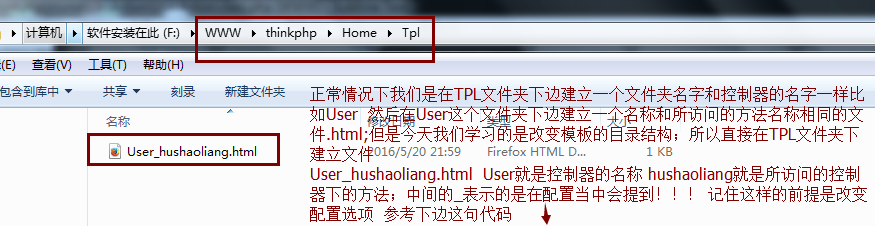 计算机 软件安装在此 (F:) WWW thinkphp Home Tpl
(E) 查看(V) 工具(T) 帮助(H)
含到库中 共享 刻录 新建文件夹
名称 修改日期 类型 大小
User_hushaoliang.html 2016/5/20 21:59 Firefox HTML D... 1 KB
正常情况下我们是在TPL文件夹下边建立一个文件夹名字和控制器的名字一样比
如User 然后在User这个文件夹下边建立一个名称和所访问的方法名称相同的
文件.html;但是今天我们学习的是改变模板的目录结构；所以直接在TPL文件夹下
建立文件
User_hushaoliang.html User就是控制器的名称 hushaoliang就是所访问的控制
器下的方法；中间的_表示的是在配置当中会提到！！！ 记住这样的前提是改变
配置选项 参考下边这句代码